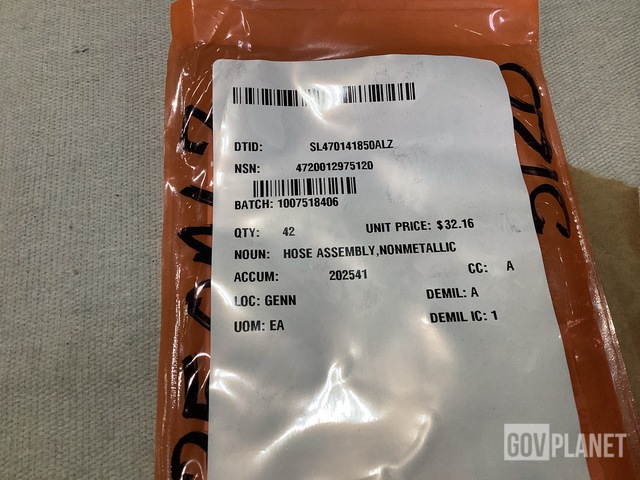 DTID: SL470141850ALZ
NSN: 4720012975120
BATCH: 1007518406
QTY: 42 UNIT PRICE: $32.16
NOUN: HOSE ASSEMBLY,NONMETALLIC
ACCUM: 202541 CC: A
LOC: GENN DEMIL: A
UOM: EA DEMIL IC: 1
GOVPLANET